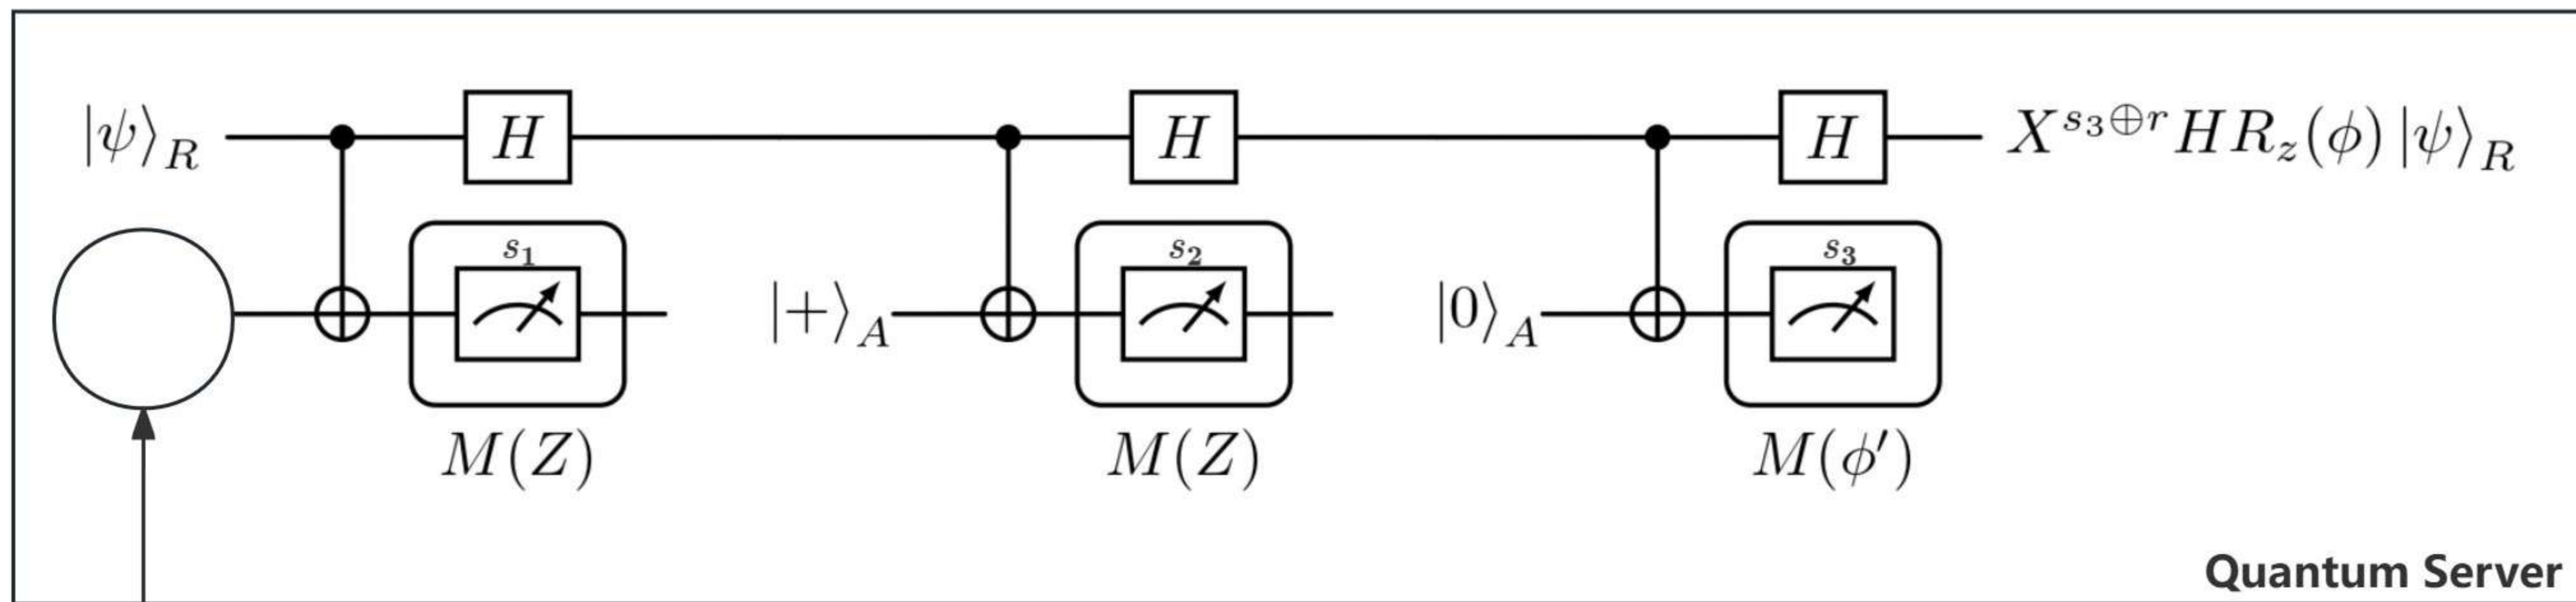 |ψ⟩_R H H H X^{s_3⊕r} H R_z(ϕ) |ψ⟩_R
s_1 s_2 s_3
|+⟩_A |0⟩_A
M(Z) M(Z) M(ϕ′)
Quantum Server